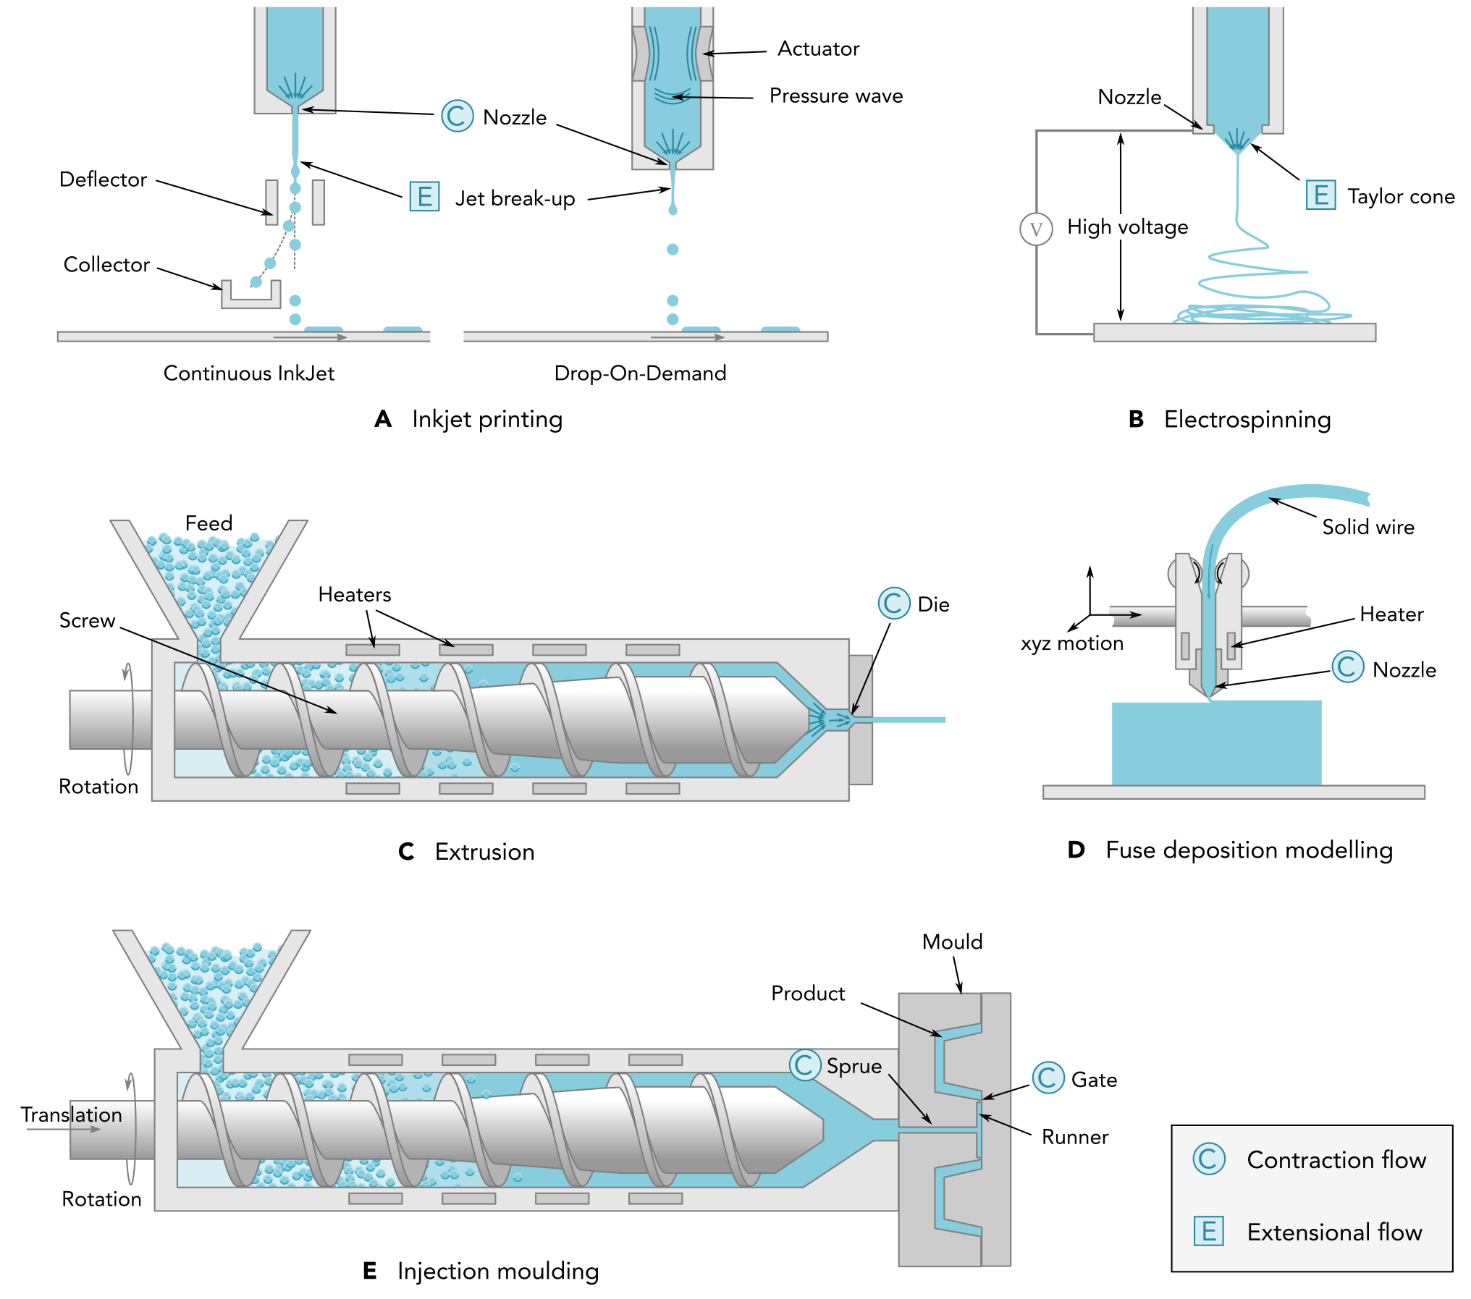 Actuator
Pressure wave
C Nozzle
Deflector
E Jet break-up
Collector
Continuous InkJet
Drop-On-Demand
A Inkjet printing
Nozzle
E Taylor cone
V
High voltage
B Electrospinning
Feed
Heaters
Screw
C Die
Rotation
C Extrusion
Solid wire
xyz motion
Heater
C Nozzle
D Fuse deposition modelling
Mould
Product
C Sprue
C Gate
Translation
Runner
Rotation
E Injection moulding
C Contraction flow
E Extensional flow